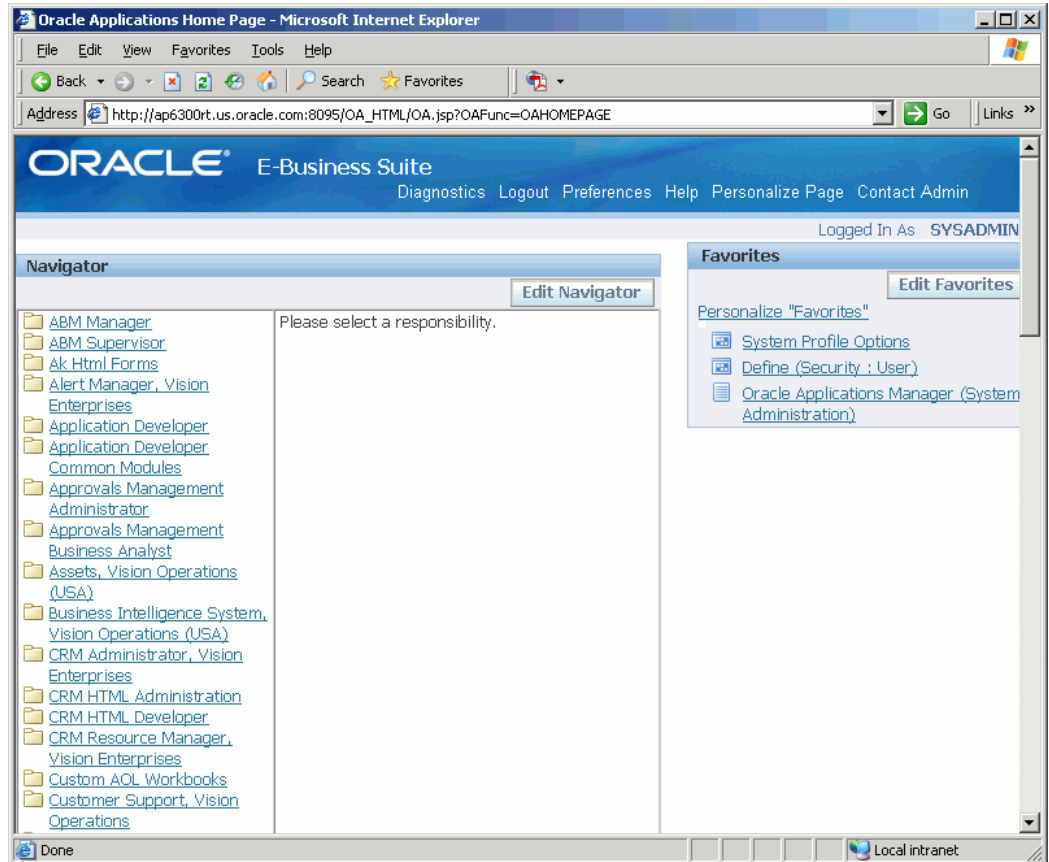 Oracle Applications Home Page - Microsoft Internet Explorer
File Edit View Favorites Tools Help
Back Search Favorites
Address http://ap6300rt.us.oracle.com:8095/OA_HTML/OA.jsp?OAFunc=OAHOMEPAGE Go Links »
ORACLE® E-Business Suite
Diagnostics Logout Preferences Help Personalize Page Contact Admin
Logged In As SYSADMIN
Navigator
Edit Navigator
ABM Manager
ABM Supervisor
Ak Html Forms
Alert Manager, Vision
Enterprises
Application Developer
Application Developer
Common Modules
Approvals Management
Administrator
Approvals Management
Business Analyst
Assets, Vision Operations
(USA)
Business Intelligence System,
Vision Operations (USA)
CRM Administrator, Vision
Enterprises
CRM HTML Administration
CRM HTML Developer
CRM Resource Manager,
Vision Enterprises
Custom AOL Workbooks
Customer Support, Vision
Operations
Please select a responsibility.
Favorites
Edit Favorites
Personalize "Favorites"
System Profile Options
Define (Security : User)
Oracle Applications Manager (System
Administration)
Done Local intranet